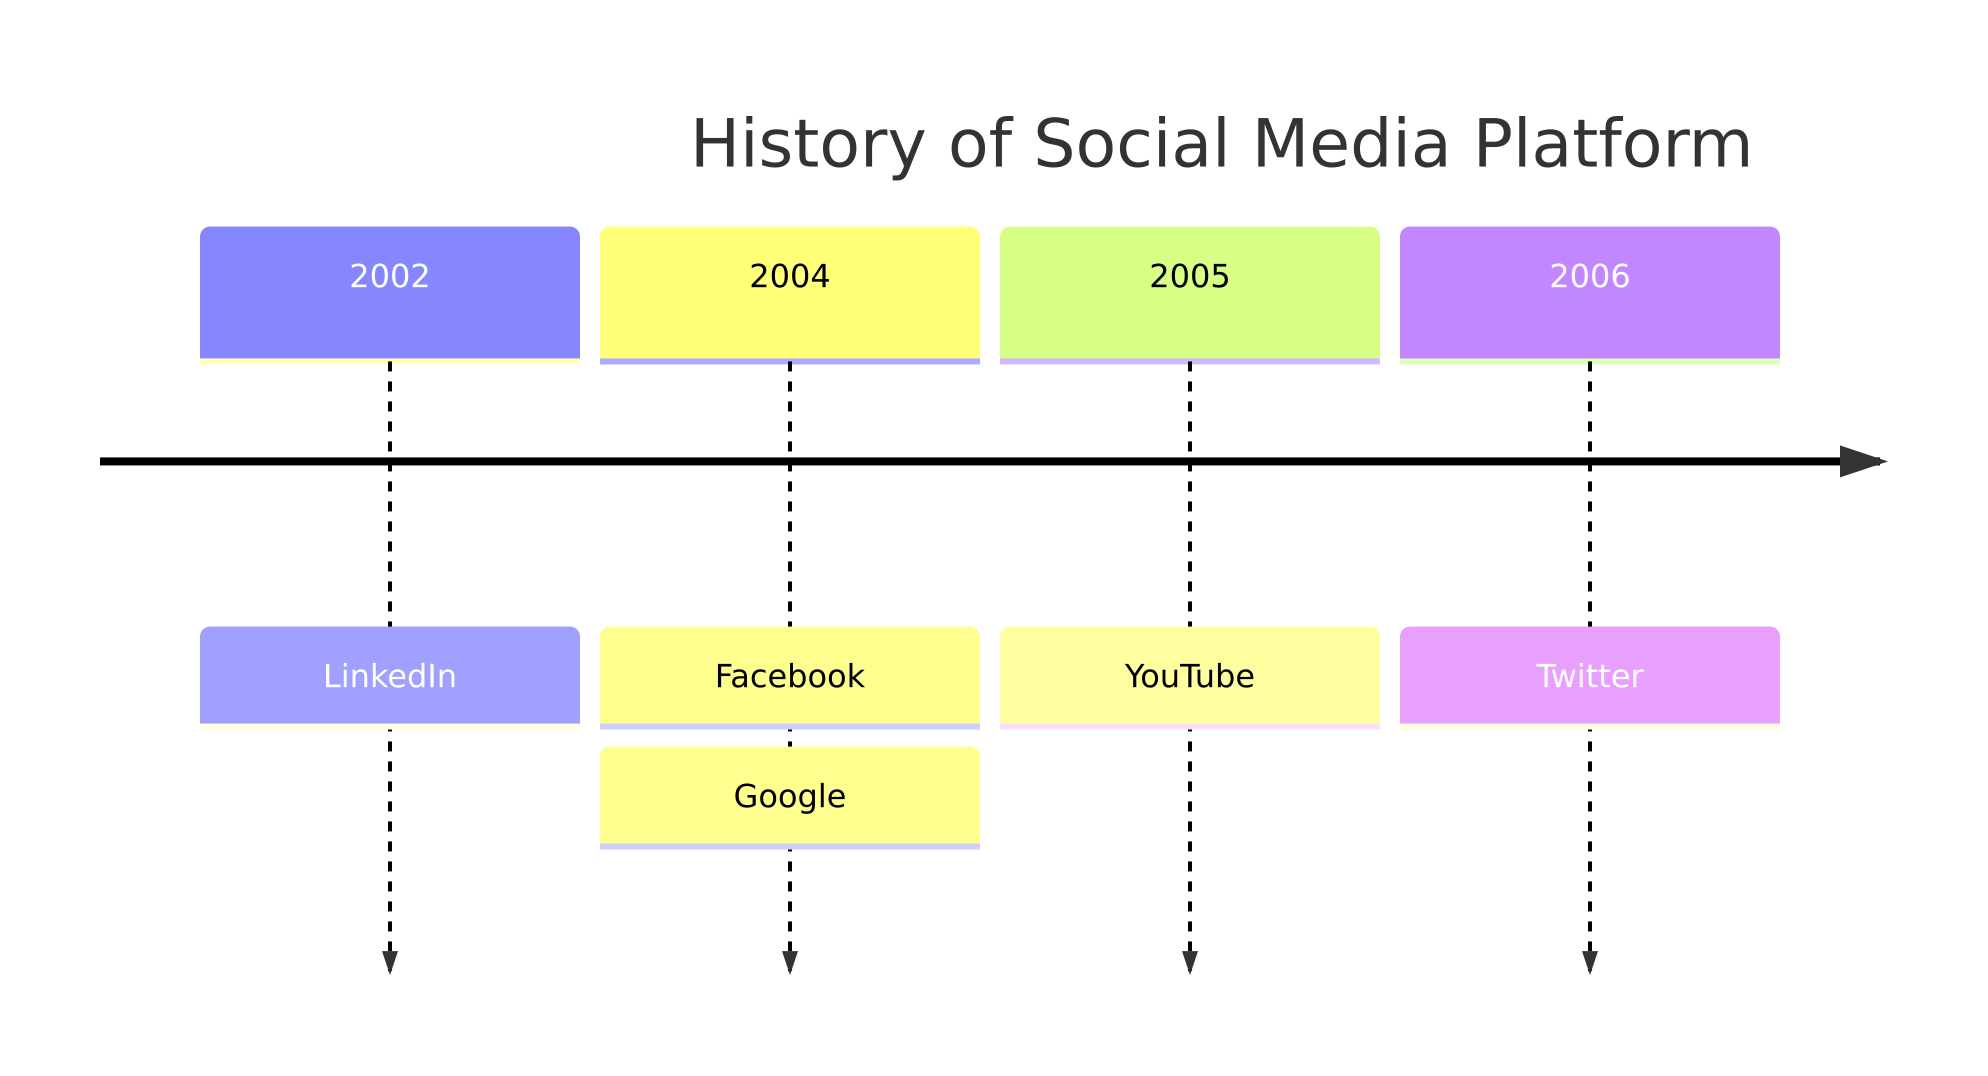 History of Social Media Platform
2002
2004
2005
2006
LinkedIn
Facebook
YouTube
Twitter
Google